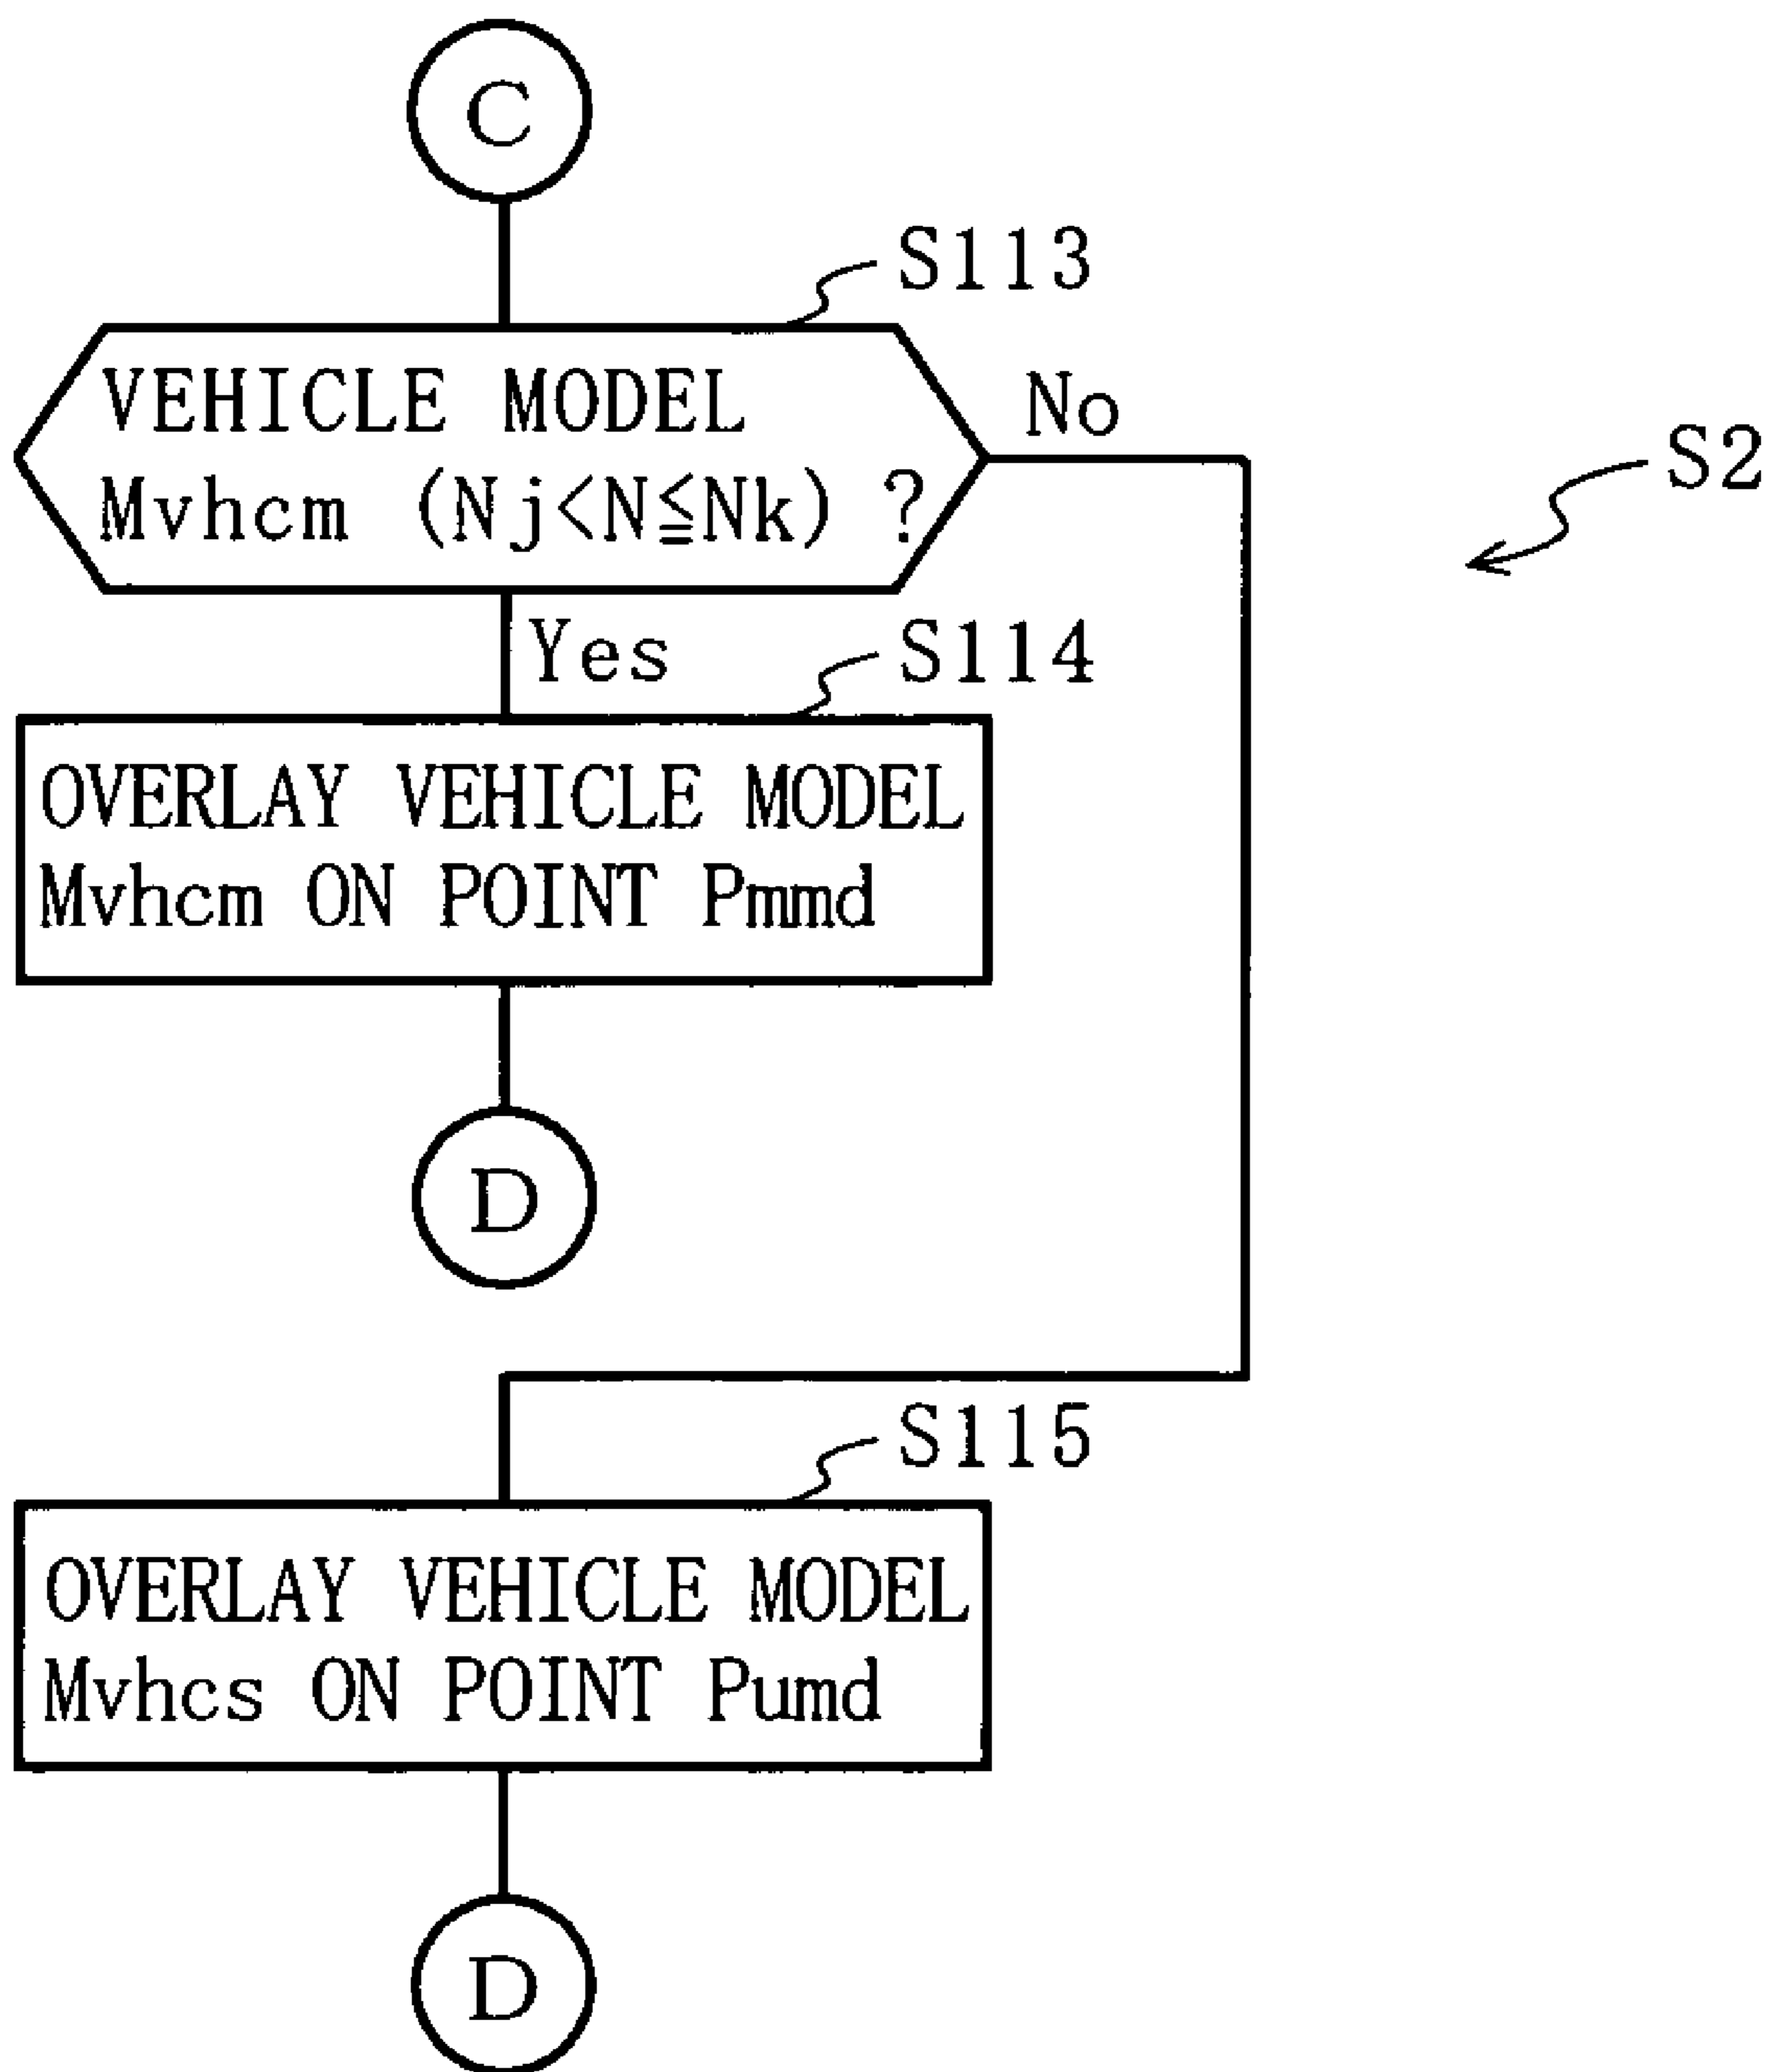 C
S113
VEHICLE MODEL
Mvhcm (Nj<N≦Nk) ?
No
S2
Yes
S114
OVERLAY VEHICLE MODEL
Mvhcm ON POINT Pmmd
D
S115
OVERLAY VEHICLE MODEL
Mvhcs ON POINT Pumd
D